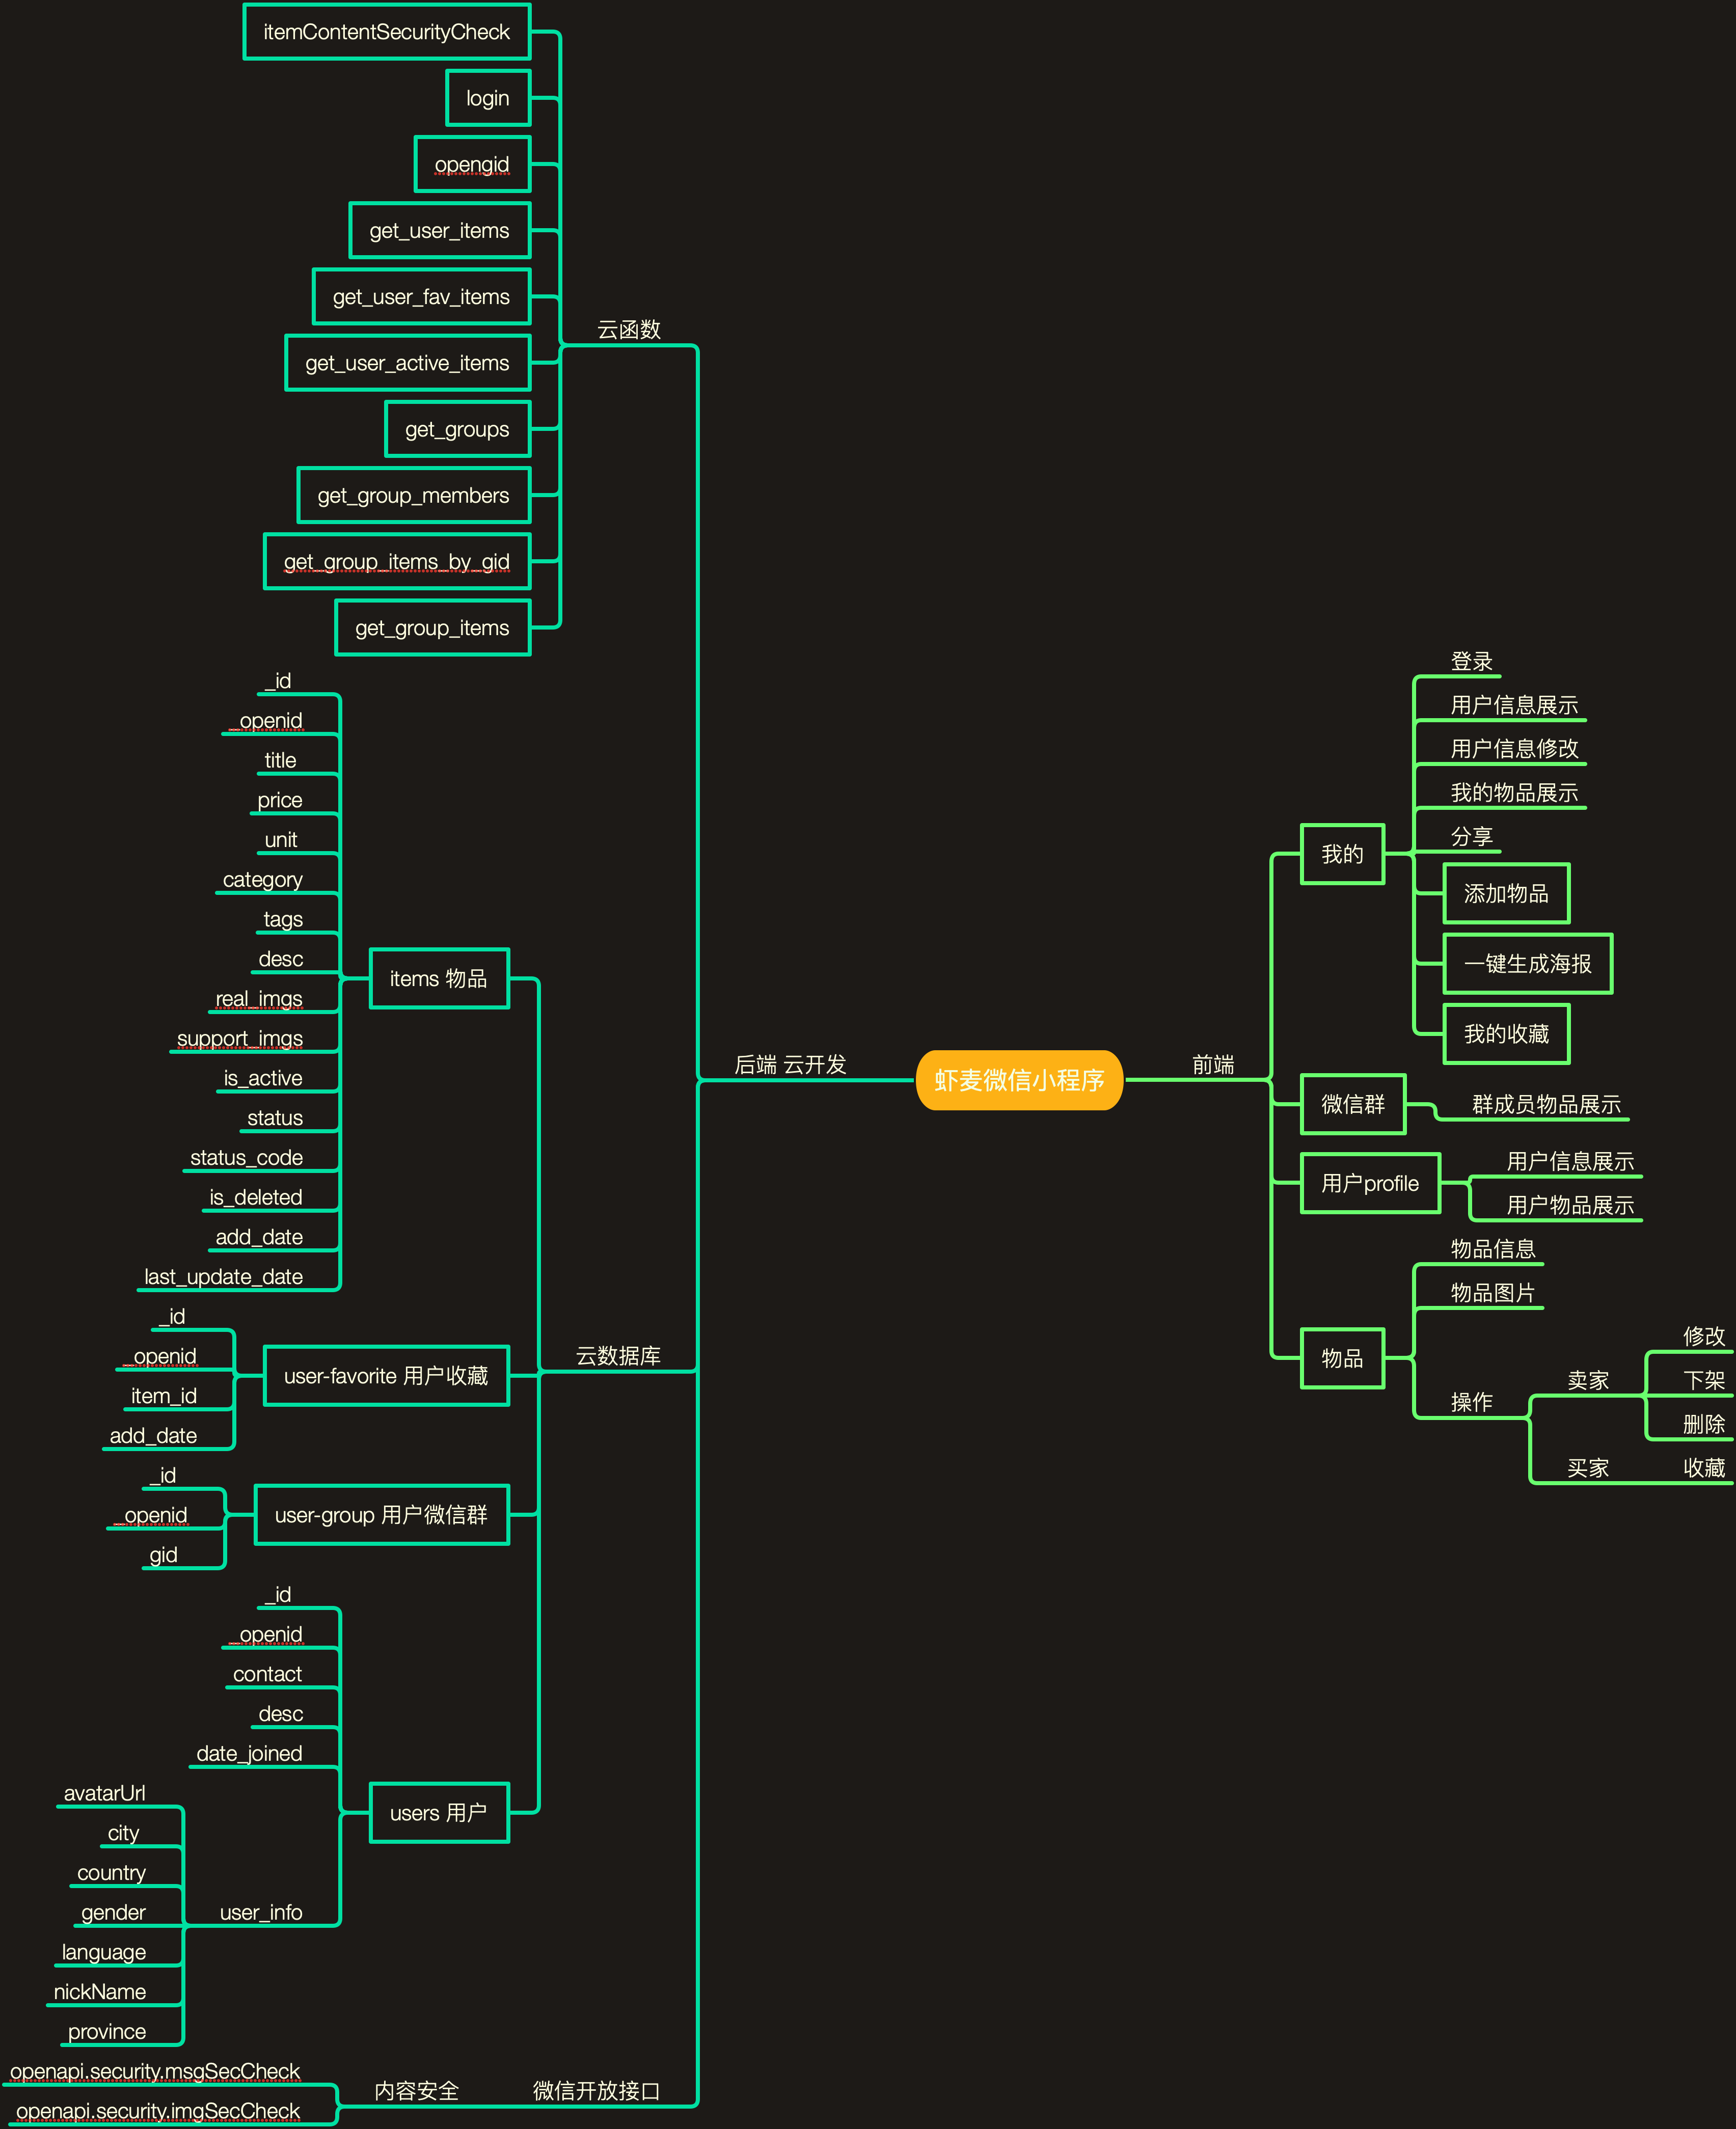 虾麦微信小程序
后端 云开发
云函数
itemContentSecurityCheck
login
opengid
get_user_items
get_user_fav_items
get_user_active_items
get_groups
get_group_members
get_group_items_by_gid
get_group_items
云数据库
items 物品
_id
_openid
title
price
unit
category
tags
desc
real_imgs
support_imgs
is_active
status
status_code
is_deleted
add_date
last_update_date
user-favorite 用户收藏
_id
_openid
item_id
add_date
user-group 用户微信群
_id
_openid
gid
users 用户
_id
_openid
contact
desc
date_joined
user_info
avatarUrl
city
country
gender
language
nickName
province
微信开放接口
内容安全
openapi.security.msgSecCheck
openapi.security.imgSecCheck
前端
我的
登录
用户信息展示
用户信息修改
我的物品展示
分享
添加物品
一键生成海报
我的收藏
微信群
群成员物品展示
用户profile
用户信息展示
用户物品展示
物品
物品信息
物品图片
操作
卖家
修改
下架
删除
买家
收藏